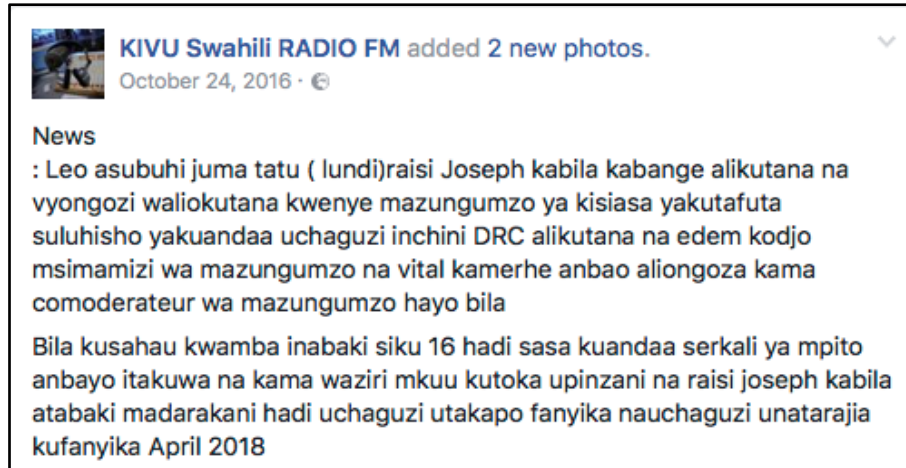 KIVU Swahili RADIO FM added 2 new photos.
October 24, 2016 ·
News
: Leo asubuhi juma tatu ( lundi)raisi Joseph kabila kabange alikutana na
vyongozi waliokutana kwenye mazungumzo ya kisiasa yakutafuta
suluhisho yakuandaa uchaguzi inchini DRC alikutana na edem kodjo
msimamizi wa mazungumzo na vital kamerhe anbao aliongoza kama
comoderateur wa mazungumzo hayo bila
Bila kusahau kwamba inabaki siku 16 hadi sasa kuandaa serkali ya mpito
anbayo itakuwa na kama waziri mkuu kutoka upinzani na raisi joseph kabila
atabaki madarakani hadi uchaguzi utakapo fanyika nauchaguzi unatarajia
kufanyika April 2018